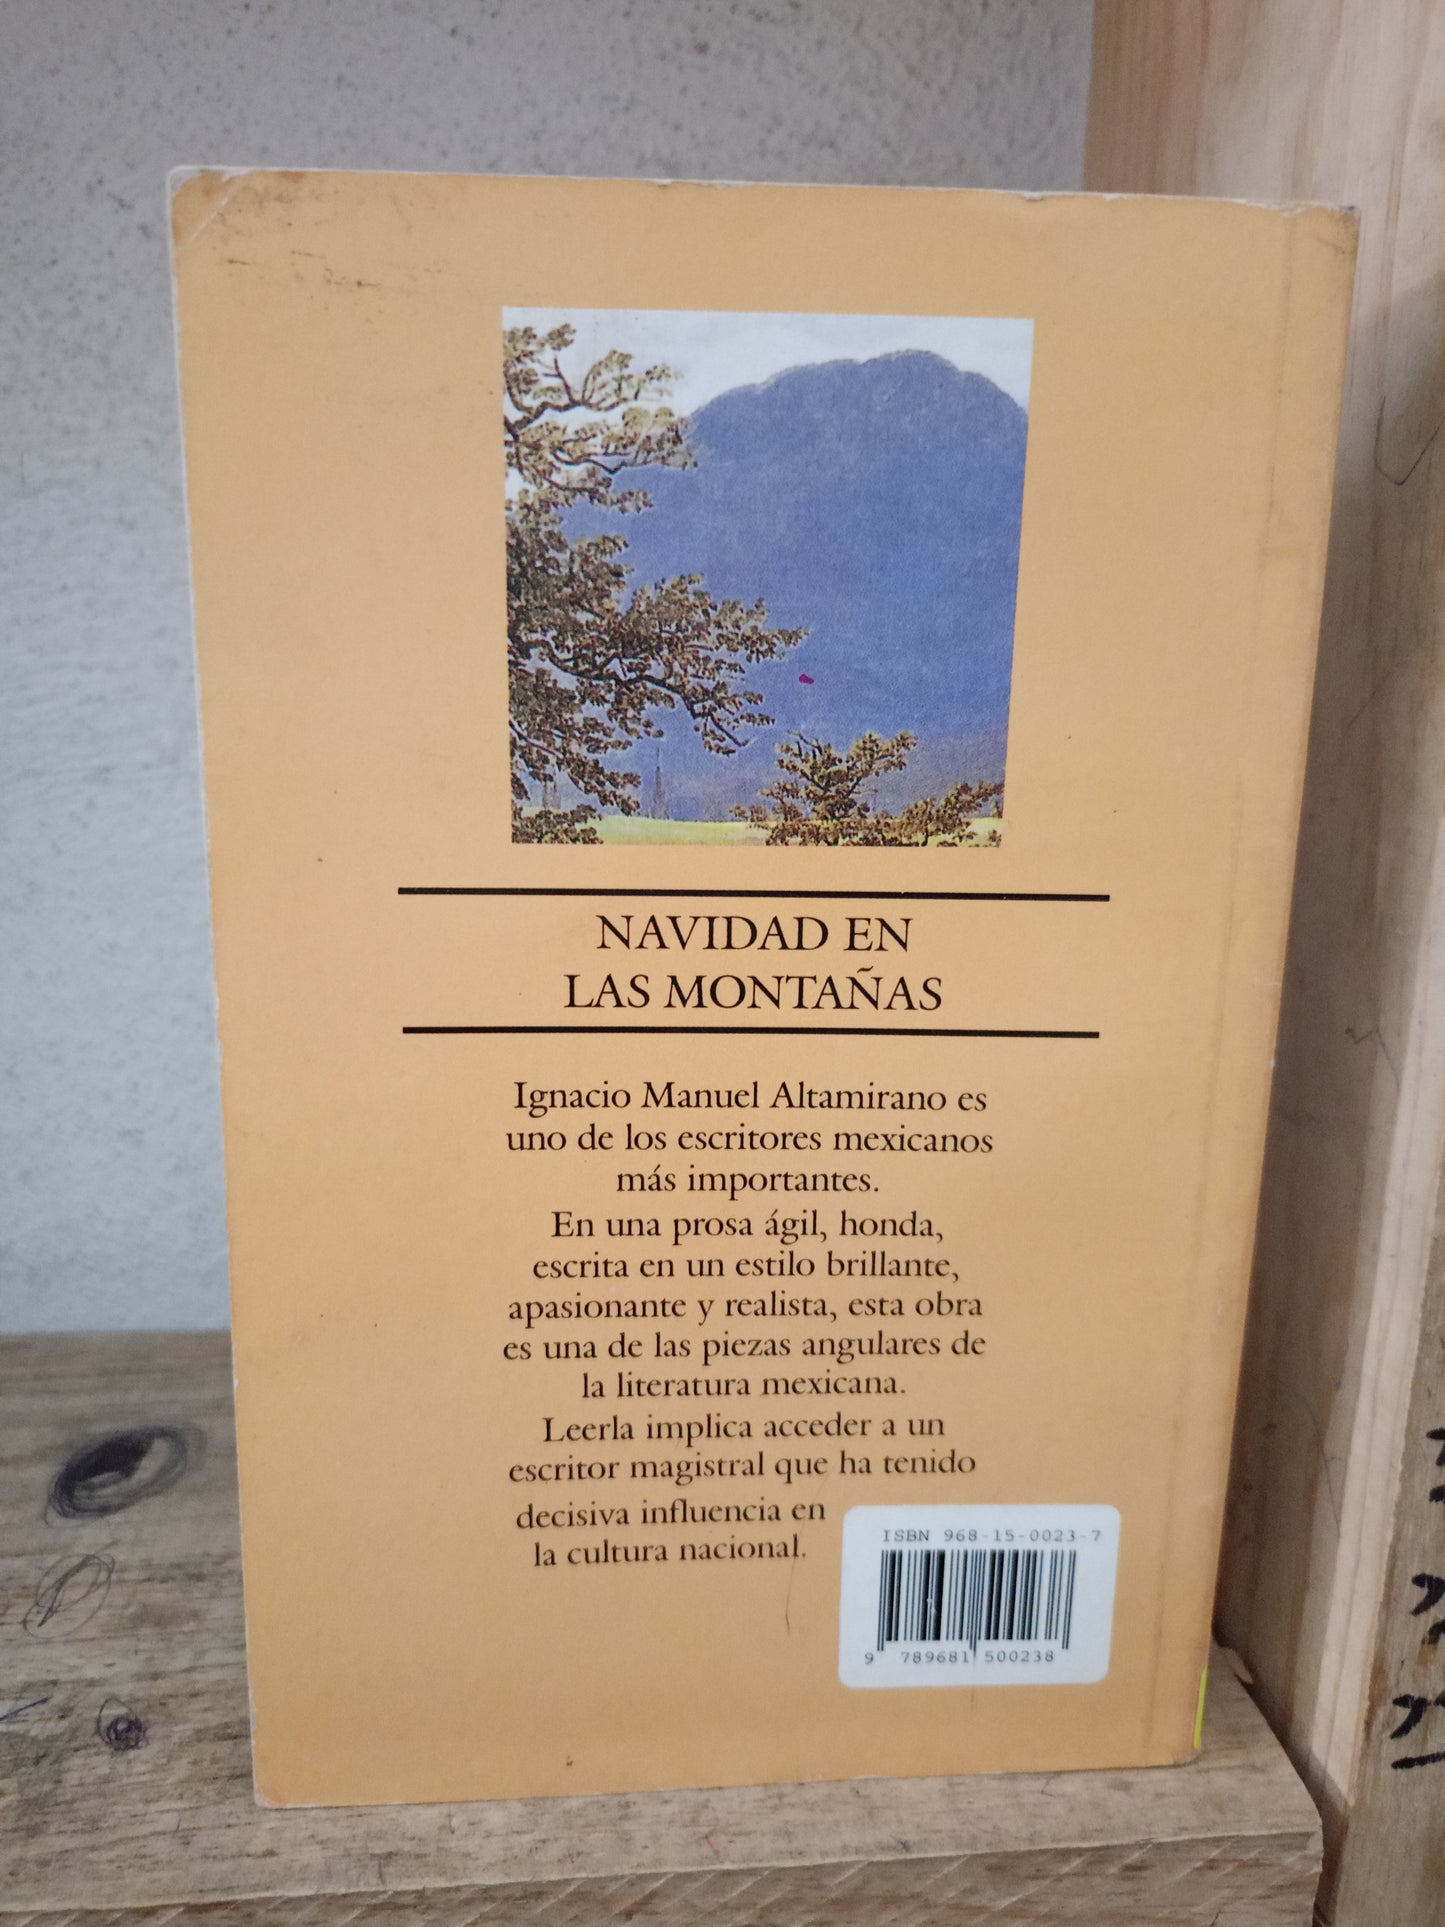 NAVIDAD EN
LAS MONTAÑAS
Ignacio Manuel Altamirano es
uno de los escritores mexicanos
más importantes.
En una prosa ágil, honda,
escrita en un estilo brillante,
apasionante y realista, esta obra
es una de las piezas angulares de
la literatura mexicana.
Leerla implica acceder a un
escritor magistral que ha tenido
decisiva influencia en
la cultura nacional.
ISBN 968-15-0023-7
9 789681 500238